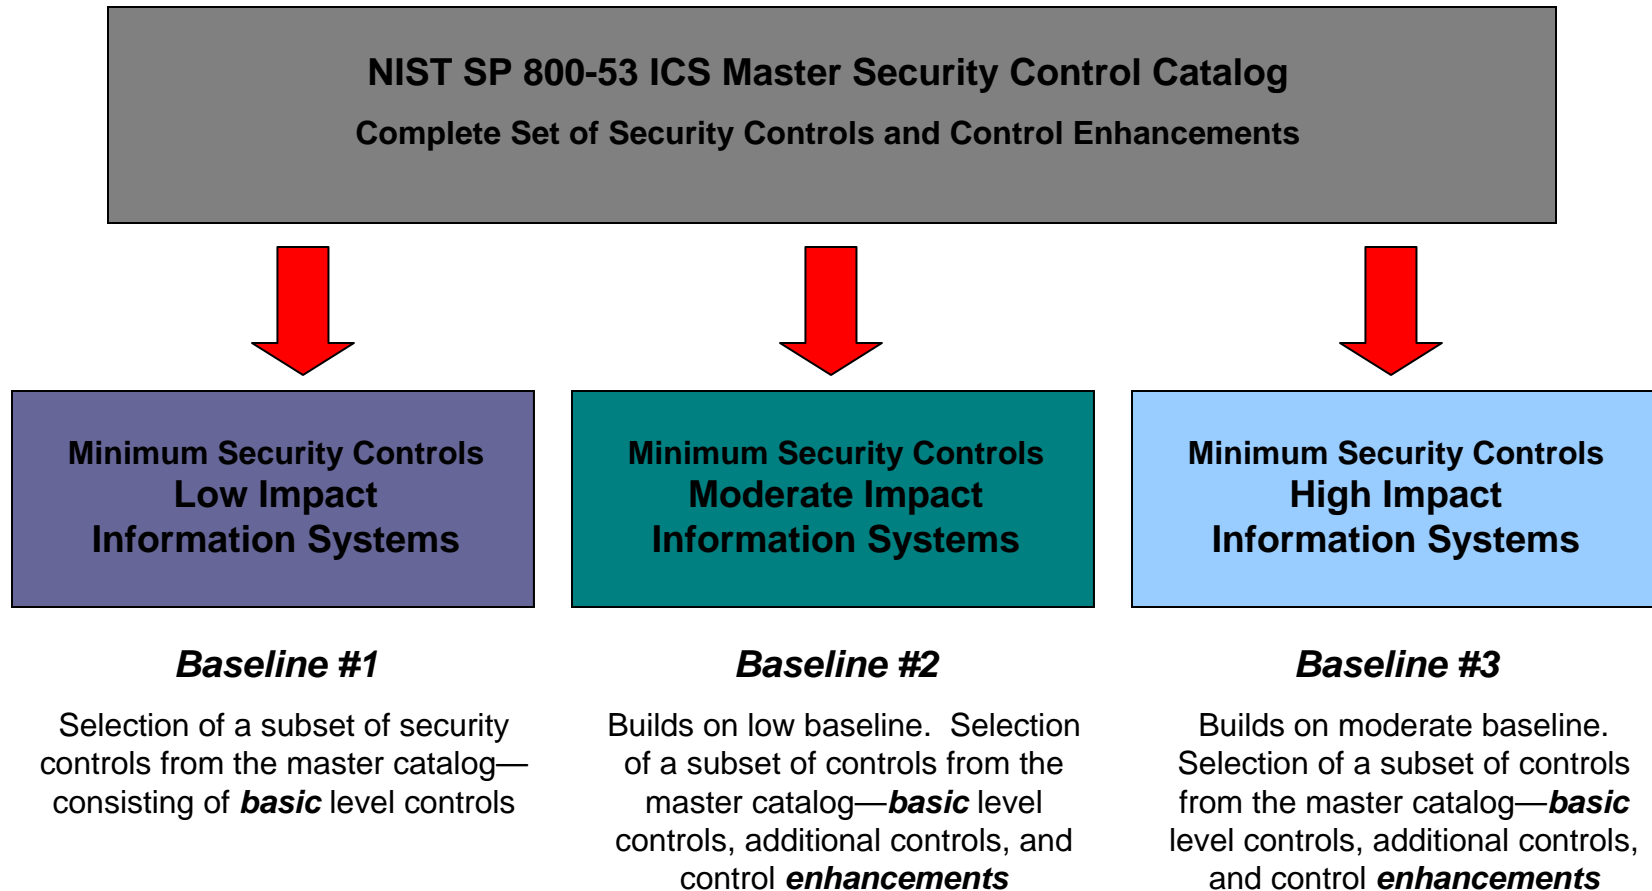 NIST SP 800-53 ICS Master Security Control Catalog
Complete Set of Security Controls and Control Enhancements
Minimum Security Controls
Low Impact
Information Systems
Minimum Security Controls
Moderate Impact
Information Systems
Minimum Security Controls
High Impact
Information Systems
Baseline #1
Selection of a subset of security
controls from the master catalog—
consisting of basic level controls
Baseline #2
Builds on low baseline.  Selection
of a subset of controls from the
master catalog—basic level
controls, additional controls, and
control enhancements
Baseline #3
Builds on moderate baseline.
Selection of a subset of controls
from the master catalog—basic
level controls, additional controls,
and control enhancements